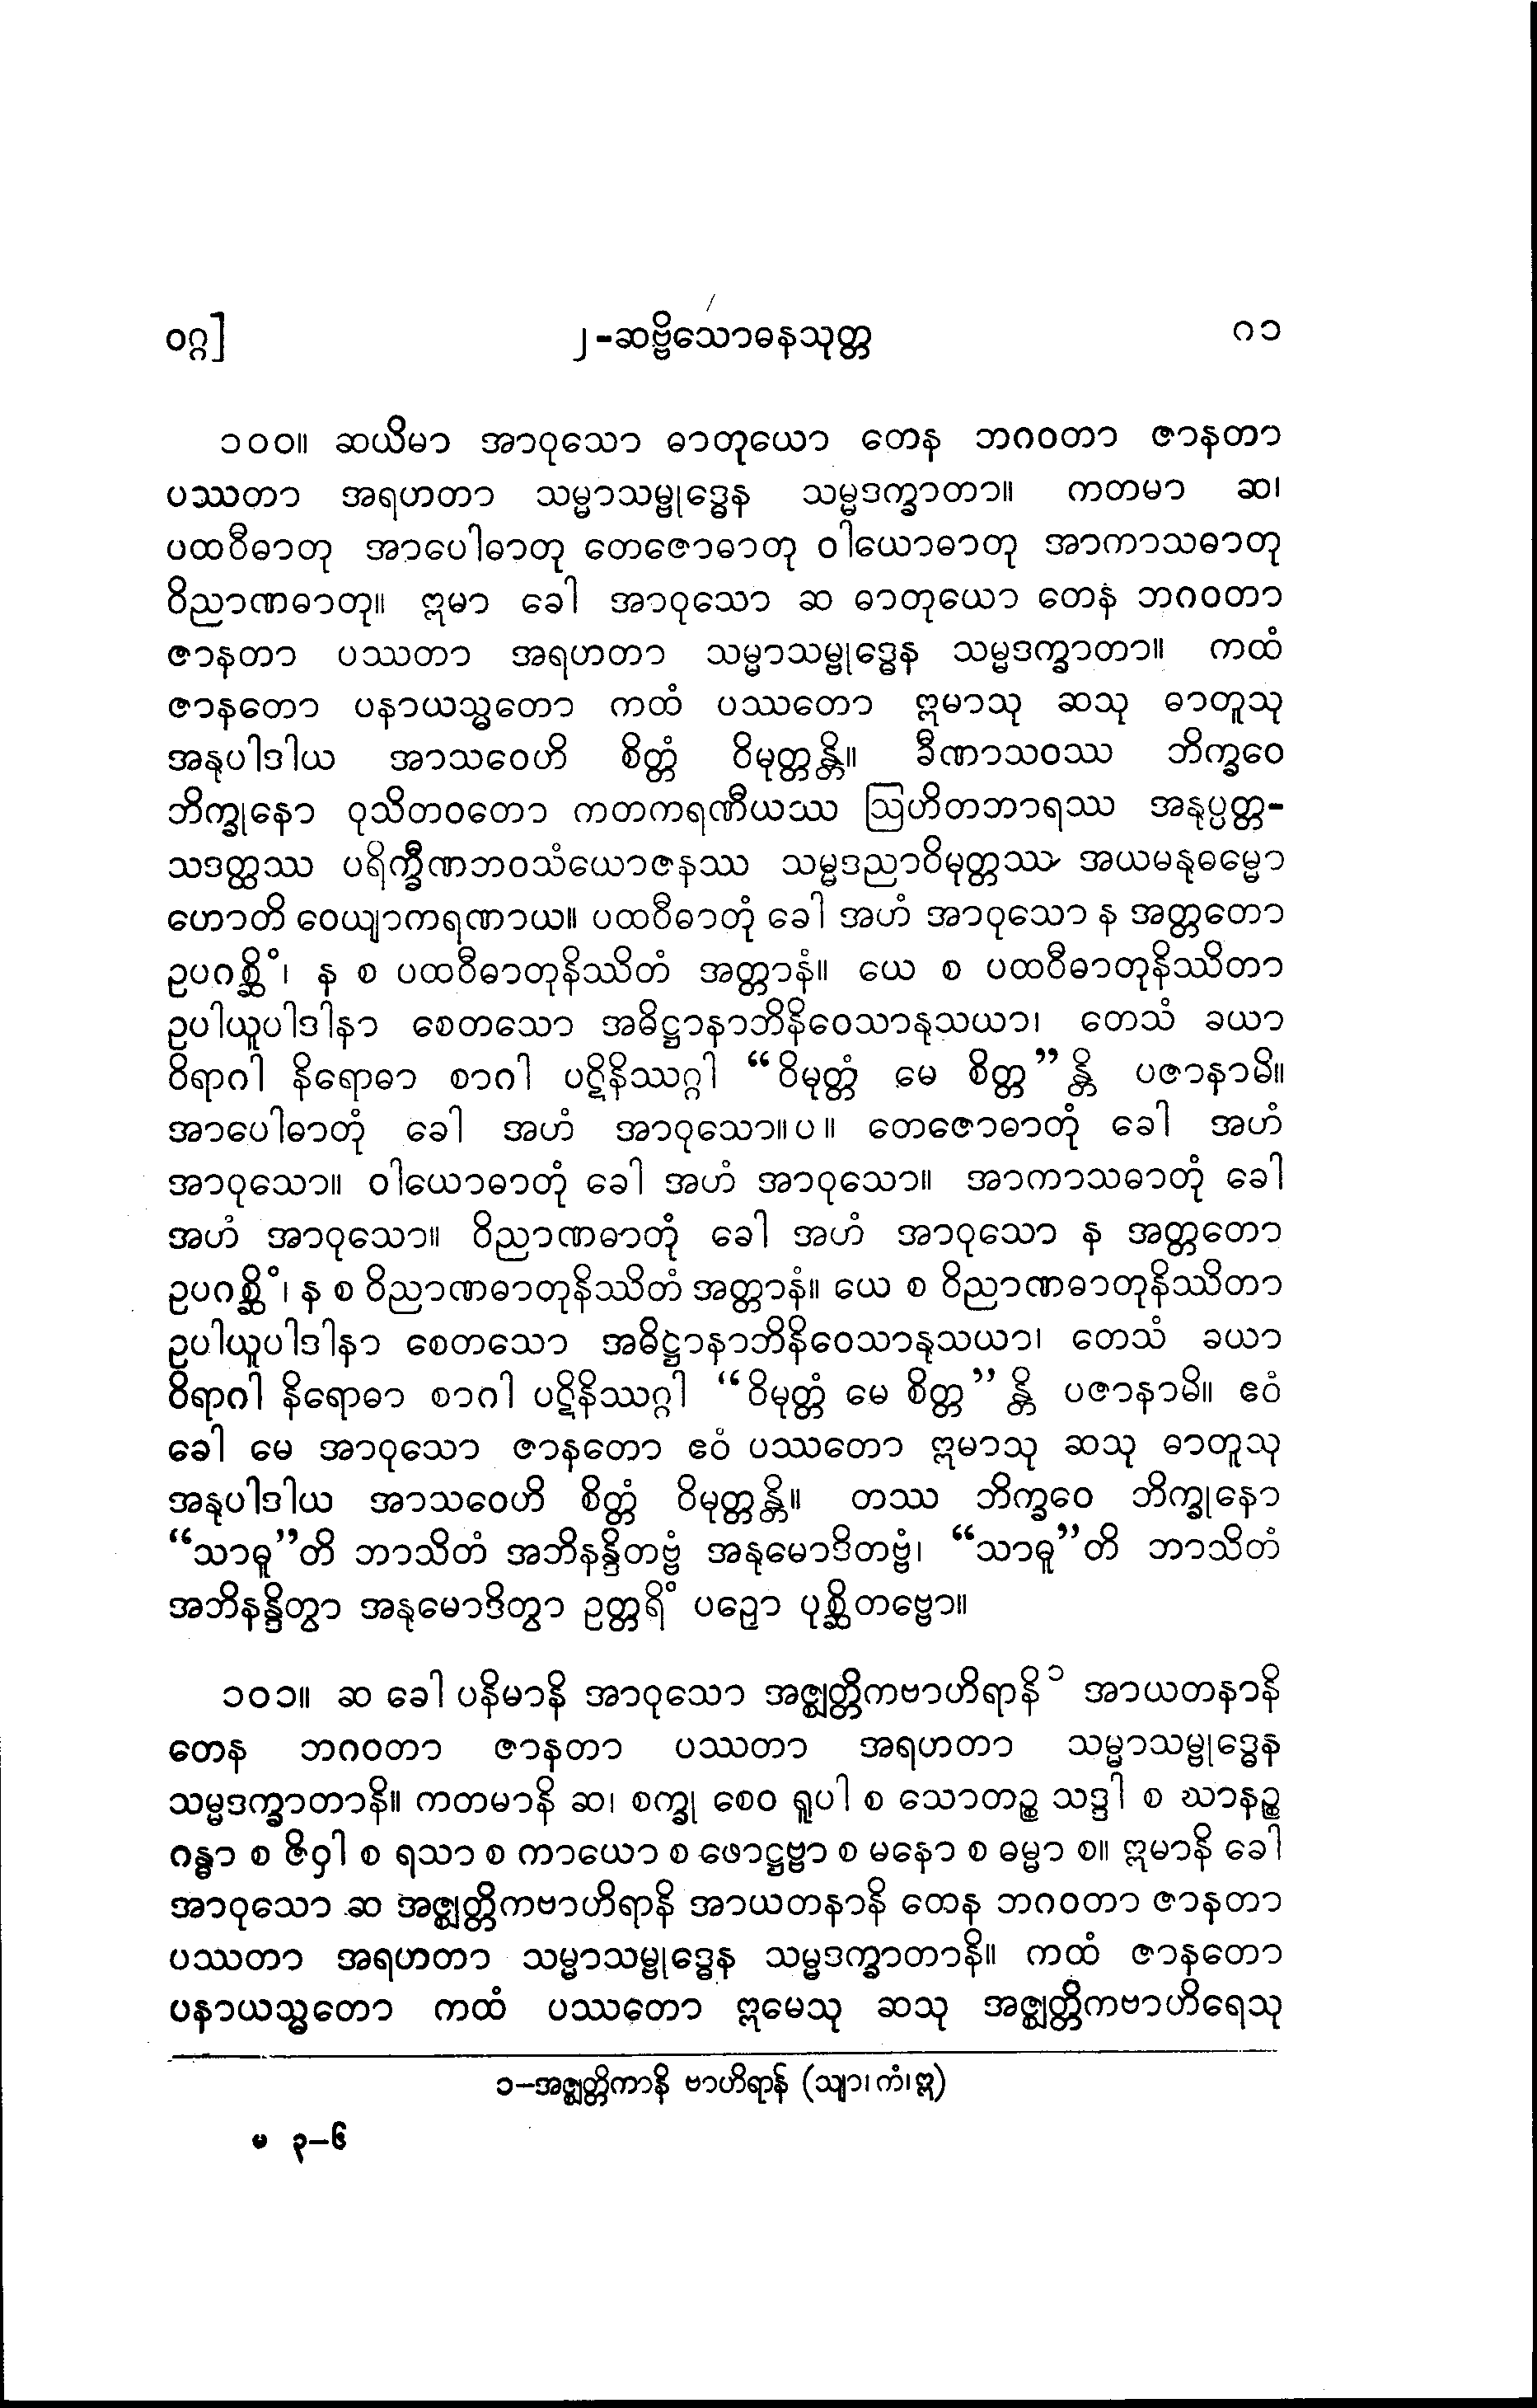 ဝဂ္ဂ] ၂-ဆဗ္ဗိသောဓနသုတ္တ ဂ၁
၁၀၀။ ဆယိမာ အာဝုသော ဓာတုယော တေန ဘဂဝတာ ဇာနတာ
ပဿတာ အရဟတာ သမ္မာသမ္ဗုဒ္ဓေန သမ္မဒက္ခာတာ။ ကတမာ ဆ၊
ပထဝီဓာတု အာပေါဓာတု တေဇောဓာတု ဝါယောဓာတု အာကာသဓာတု
ဝိညာဏဓာတု။ ဣမာ ခေါ အာဝုသော ဆ ဓာတုယော တေန ဘဂဝတာ
ဇာနတာ ပဿတာ အရဟတာ သမ္မာသမ္ဗုဒ္ဓေန သမ္မဒက္ခာတာ။ ကထံ
ဇာနတော ပနာယသ္မတော ကထံ ပဿတော ဣမာသု ဆသု ဓာတူသု
အနုပါဒါယ အာသဝေဟိ စိတ္တံ ဝိမုတ္တန္တိ။ ခီဏာသဝဿ ဘိက္ခဝေ
ဘိက္ခုနော ဝုသိတဝတော ကတကရဏီယဿ ဩဟိတဘာရဿ အနုပ္ပတ္တ-
သဒတ္ထဿ ပရိက္ခီဏဘဝသံယောဇနဿ သမ္မဒညာဝိမုတ္တဿ အယမနုဓမ္မော
ဟောတိ ဝေယျာကရဏာယ။ ပထဝီဓာတုံ ခေါ အဟံ အာဝုသော န အတ္တတော
ဥပဂစ္ဆိံ၊ န စ ပထဝီဓာတုနိဿိတံ အတ္တာနံ။ ယေ စ ပထဝီဓာတုနိဿိတာ
ဥပါယူပါဒါနာ စေတသော အဓိဋ္ဌာနာဘိနိဝေသာနုသယာ၊ တေသံ ခယာ
ဝိရာဂါ နိရောဓာ စာဂါ ပဋိနိဿဂ္ဂါ “ဝိမုတ္တံ မေ စိတ္တ”န္တိ ပဇာနာမိ။
အာပေါဓာတုံ ခေါ အဟံ အာဝုသော။ပ။ တေဇောဓာတုံ ခေါ အဟံ
အာဝုသော။ ဝါယောဓာတုံ ခေါ အဟံ အာဝုသော။ အာကာသဓာတုံ ခေါ
အဟံ အာဝုသော။ ဝိညာဏဓာတုံ ခေါ အဟံ အာဝုသော န အတ္တတော
ဥပဂစ္ဆိံ၊ န စ ဝိညာဏဓာတုနိဿိတံ အတ္တာနံ။ ယေ စ ဝိညာဏဓာတုနိဿိတာ
ဥပါယူပါဒါနာ စေတသော အဓိဋ္ဌာနာဘိနိဝေသာနုသယာ၊ တေသံ ခယာ
ဝိရာဂါ နိရောဓာ စာဂါ ပဋိနိဿဂ္ဂါ “ဝိမုတ္တံ မေ စိတ္တ”န္တိ ပဇာနာမိ။ ဧဝံ
ခေါ မေ အာဝုသော ဇာနတော ဧဝံ ပဿတော ဣမာသု ဆသု ဓာတူသု
အနုပါဒါယ အာသဝေဟိ စိတ္တံ ဝိမုတ္တန္တိ။ တဿ ဘိက္ခဝေ ဘိက္ခုနော
“သာဓူ”တိ ဘာသိတံ အဘိနန္ဒိတဗ္ဗံ အနုမောဒိတဗ္ဗံ၊ “သာဓူ”တိ ဘာသိတံ
အဘိနန္ဒိတွာ အနုမောဒိတွာ ဥတ္တရိံ ပဉှော ပုစ္ဆိတဗ္ဗော။
၁၀၁။ ဆ ခေါ ပနိမာနိ အာဝုသော အဇ္ဈတ္တိကဗာဟိရာနိ ၁ အာယတနာနိ
တေန ဘဂဝတာ ဇာနတာ ပဿတာ အရဟတာ သမ္မာသမ္ဗုဒ္ဓေန
သမ္မဒက္ခာတာနိ။ ကတမာနိ ဆ၊ စက္ခု စေဝ ရူပါ စ သောတဉ္စ သဒ္ဒါ စ ဃာနဉ္စ
ဂန္ဓာ စ ဇိဝှါ စ ရသာ စ ကာယော စ ဖောဋ္ဌဗ္ဗာ စ မနော စ ဓမ္မာ စ။ ဣမာနိ ခေါ
အာဝုသော ဆ အဇ္ဈတ္တိကဗာဟိရာနိ အာယတနာနိ တေန ဘဂဝတာ ဇာနတာ
ပဿတာ အရဟတာ သမ္မာသမ္ဗုဒ္ဓေန သမ္မဒက္ခာတာနိ။ ကထံ ဇာနတော
ပနာယသ္မတော ကထံ ပဿတော ဣမေသု ဆသု အဇ္ဈတ္တိကဗာဟိရေသု
၁-အဇ္ဈတ္တိကာနိ ဗာဟိရာနိ (သျာ၊ ကံ၊ ဣ)
မ ၃-၆